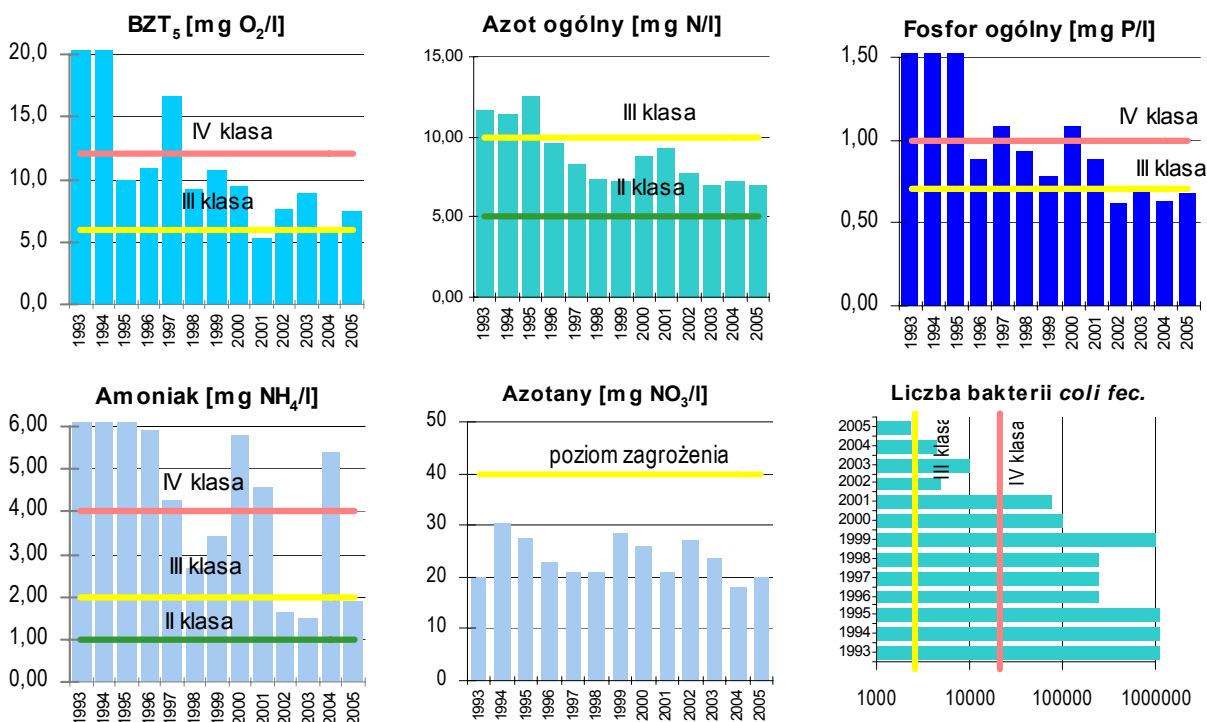 BZT5 [mg O2/l]
20,0
15,0
10,0
5,0
0,0
IV klasa
III klasa
1993 1994 1995 1996 1997 1998 1999 2000 2001 2002 2003 2004 2005
Azot ogólny [mg N/l]
15,00
10,00
5,00
0,00
III klasa
II klasa
1993 1994 1995 1996 1997 1998 1999 2000 2001 2002 2003 2004 2005
Fosfor ogólny [mg P/l]
1,50
1,00
0,50
0,00
IV klasa
III klasa
1993 1994 1995 1996 1997 1998 1999 2000 2001 2002 2003 2004 2005
Amoniak [mg NH4/l]
6,00
5,00
4,00
3,00
2,00
1,00
0,00
IV klasa
III klasa
II klasa
1993 1994 1995 1996 1997 1998 1999 2000 2001 2002 2003 2004 2005
Azotany [mg NO3/l]
50
40
30
20
10
0
poziom zagrożenia
1993 1994 1995 1996 1997 1998 1999 2000 2001 2002 2003 2004 2005
Liczba bakterii coli fec.
2005
2004
2003
2002
2001
2000
1999
1998
1997
1996
1995
1994
1993
III klasa
IV klasa
1000 10000 100000 1000000